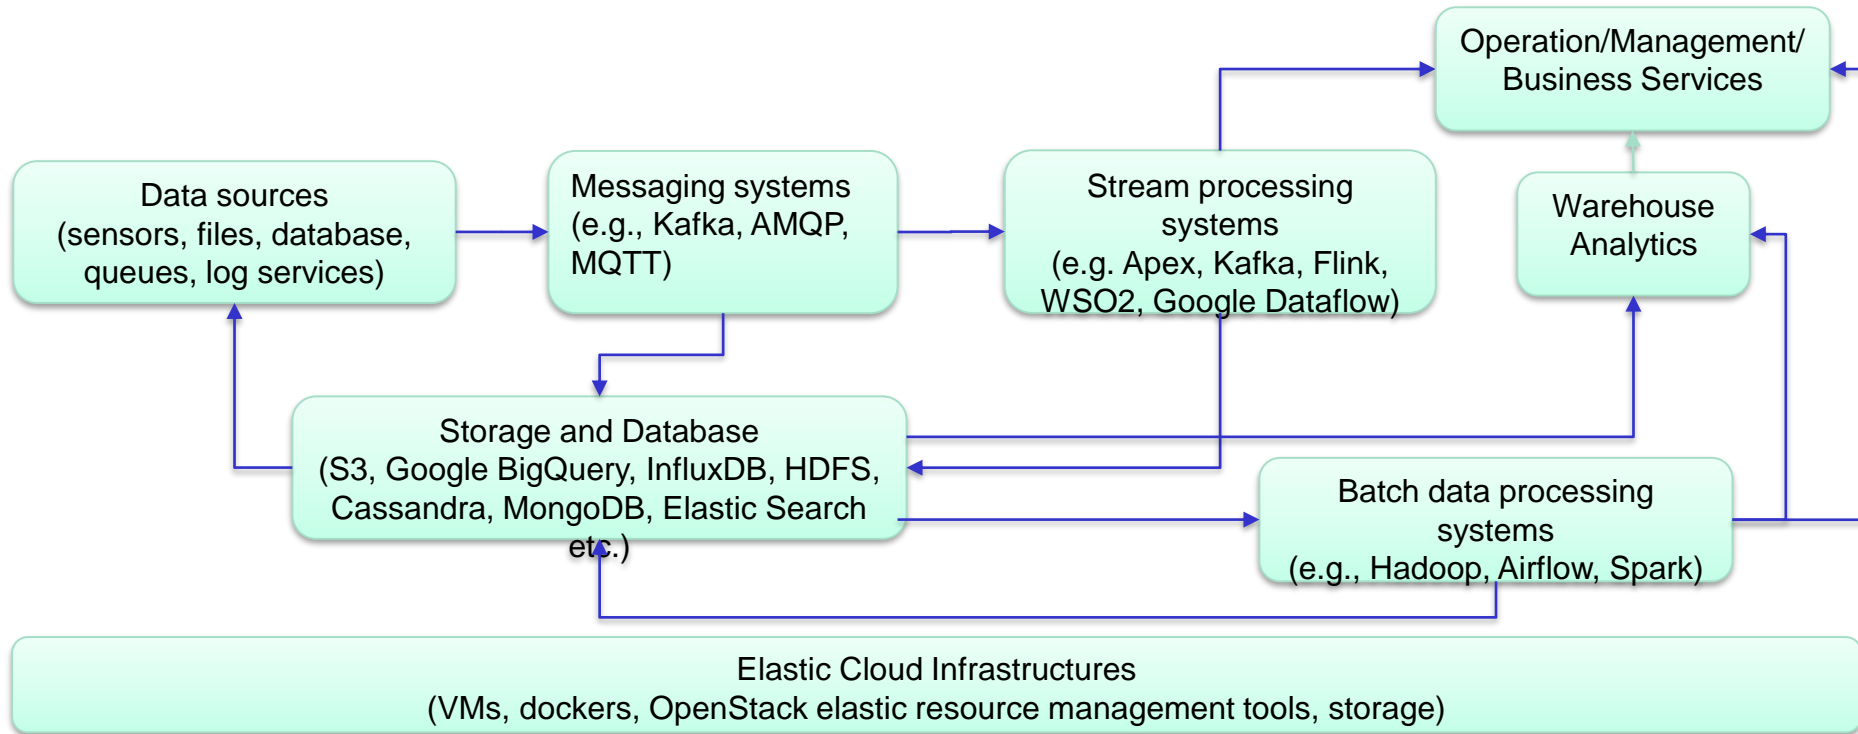 Operation/Management/
Business Services
Data sources
(sensors, files, database,
queues, log services)
Messaging systems
(e.g., Kafka, AMQP,
MQTT)
Stream processing
systems
(e.g. Apex, Kafka, Flink,
WSO2, Google Dataflow)
Warehouse
Analytics
Storage and Database
(S3, Google BigQuery, InfluxDB, HDFS,
Cassandra, MongoDB, Elastic Search
etc.)
Batch data processing
systems
(e.g., Hadoop, Airflow, Spark)
Elastic Cloud Infrastructures
(VMs, dockers, OpenStack elastic resource management tools, storage)